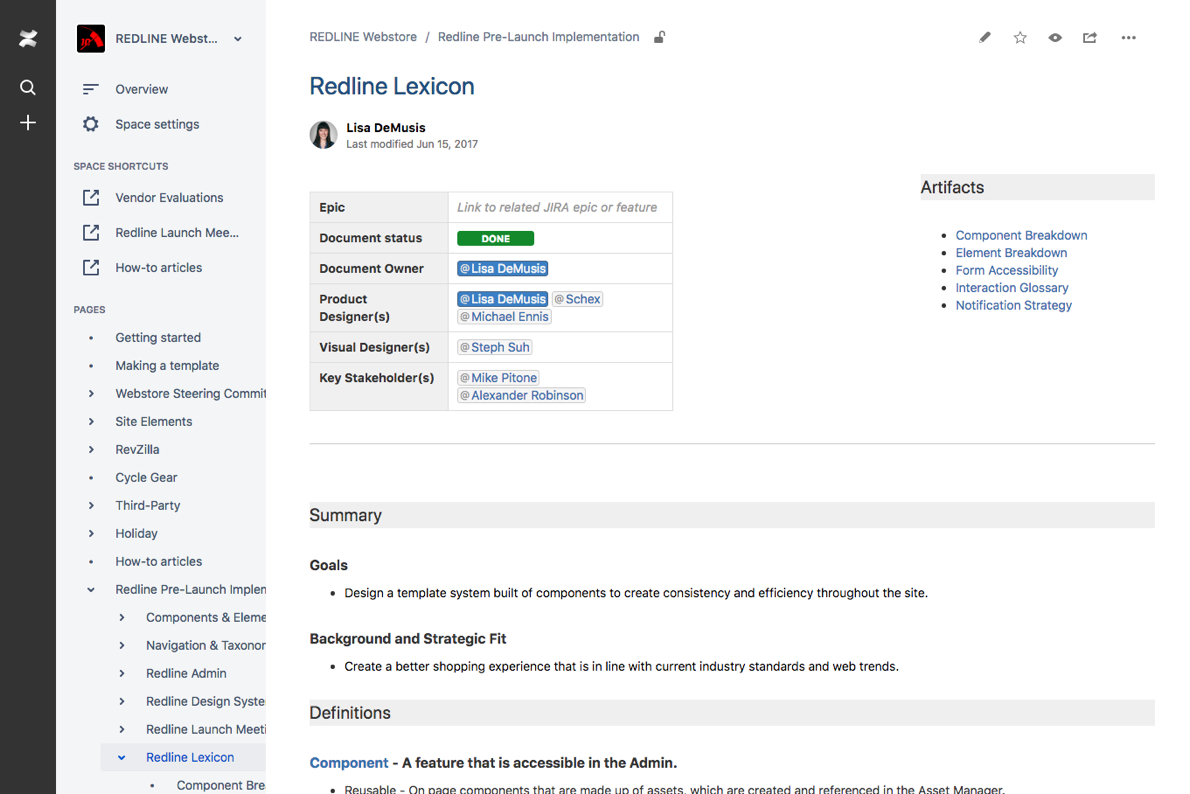 REDLINE Webst...
Overview
Space settings
SPACE SHORTCUTS
Vendor Evaluations
Redline Launch Mee...
How-to articles
PAGES
Getting started
Making a template
Webstore Steering Commit
Site Elements
RevZilla
Cycle Gear
Third-Party
Holiday
How-to articles
Redline Pre-Launch Implen
Components & Eleme
Navigation & Taxonor
Redline Admin
Redline Design Syste
Redline Launch Meeti
Redline Lexicon
Component Bre
REDLINE Webstore / Redline Pre-Launch Implementation
Redline Lexicon
Lisa DeMusis
Last modified Jun 15, 2017
Epic Link to related JIRA epic or feature
Document status DONE
Document Owner @Lisa DeMusis
Product Designer(s) @Lisa DeMusis @Schex
@Michael Ennis
Visual Designer(s) @Steph Suh
Key Stakeholder(s) @Mike Pitone
@Alexander Robinson
Artifacts
• Component Breakdown
• Element Breakdown
• Form Accessibility
• Interaction Glossary
• Notification Strategy
Summary
Goals
• Design a template system built of components to create consistency and efficiency throughout the site.
Background and Strategic Fit
• Create a better shopping experience that is in line with current industry standards and web trends.
Definitions
Component - A feature that is accessible in the Admin.
• Reusable - On page components that are made up of assets, which are created and referenced in the Asset Manager.